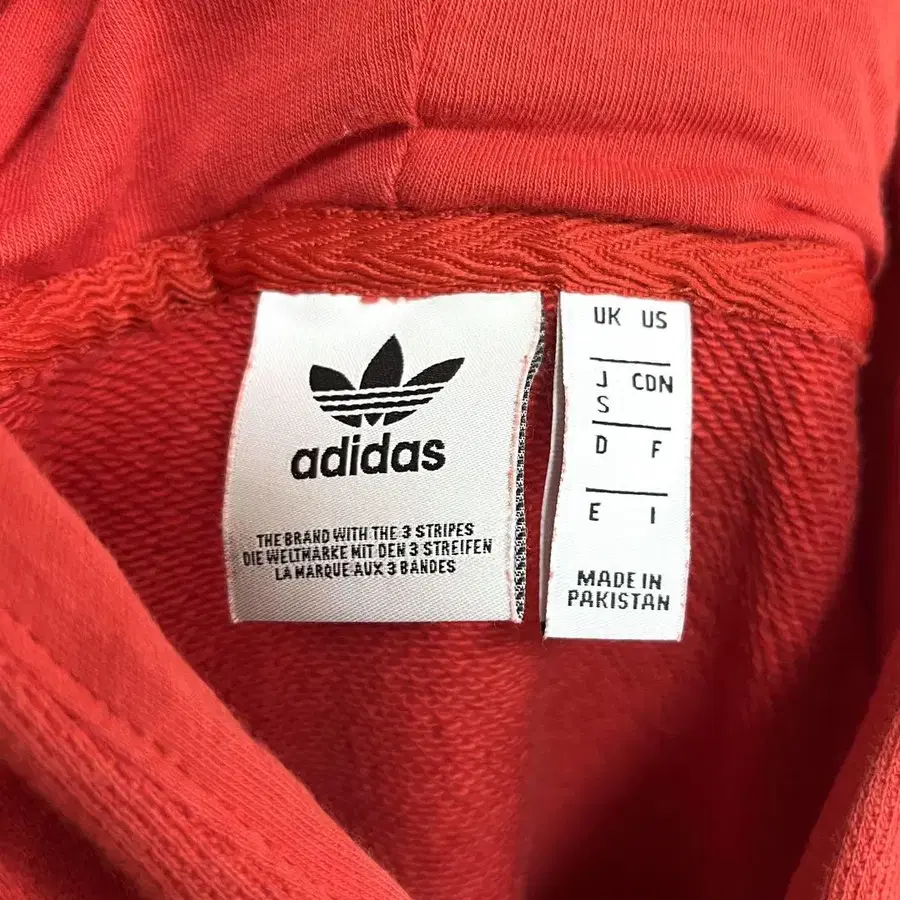 adidas
THE BRAND WITH THE 3 STRIPES
DIE WELTMARKE MIT DEN 3 STREIFEN
LA MARQUE AUX 3 BANDES
UK US
J CDN
S
D F
E I
MADE IN
PAKISTAN